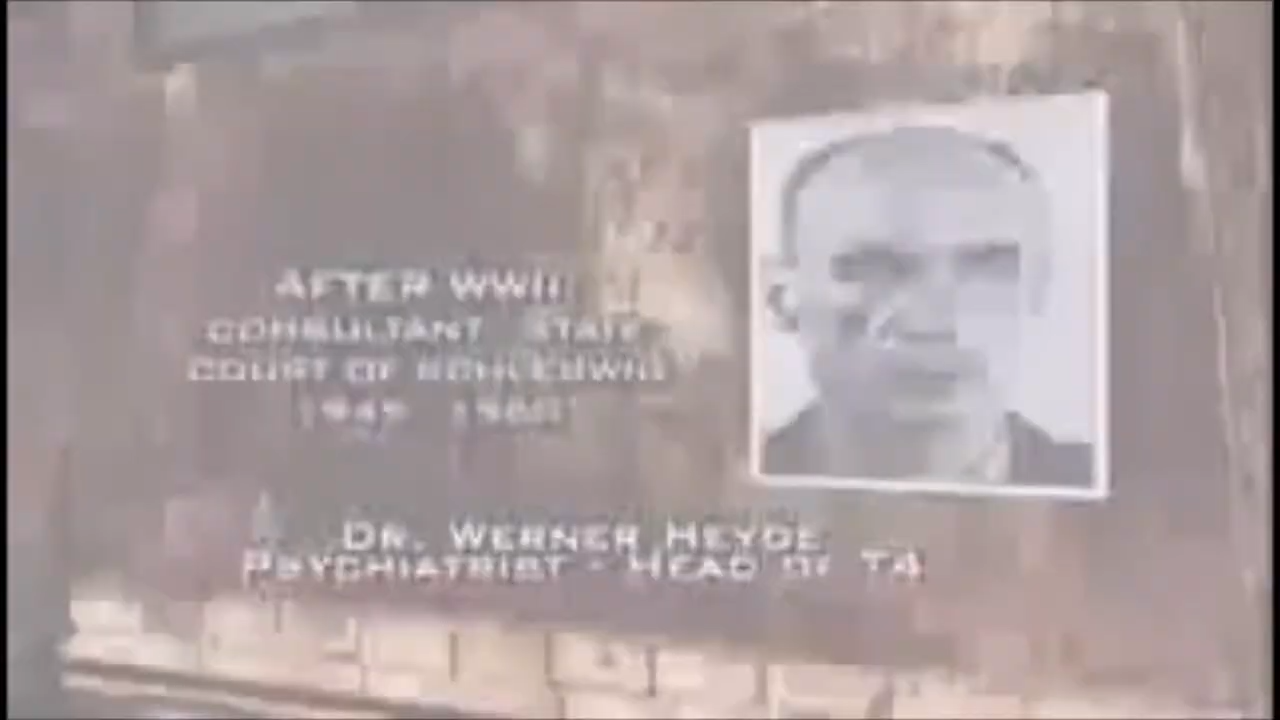 AFTER WWII
CONSULTANT STATE
COURT OF SCHLESWIG
DR. WERNER HEYDE
PSYCHIATRIST - HEAD OF T4